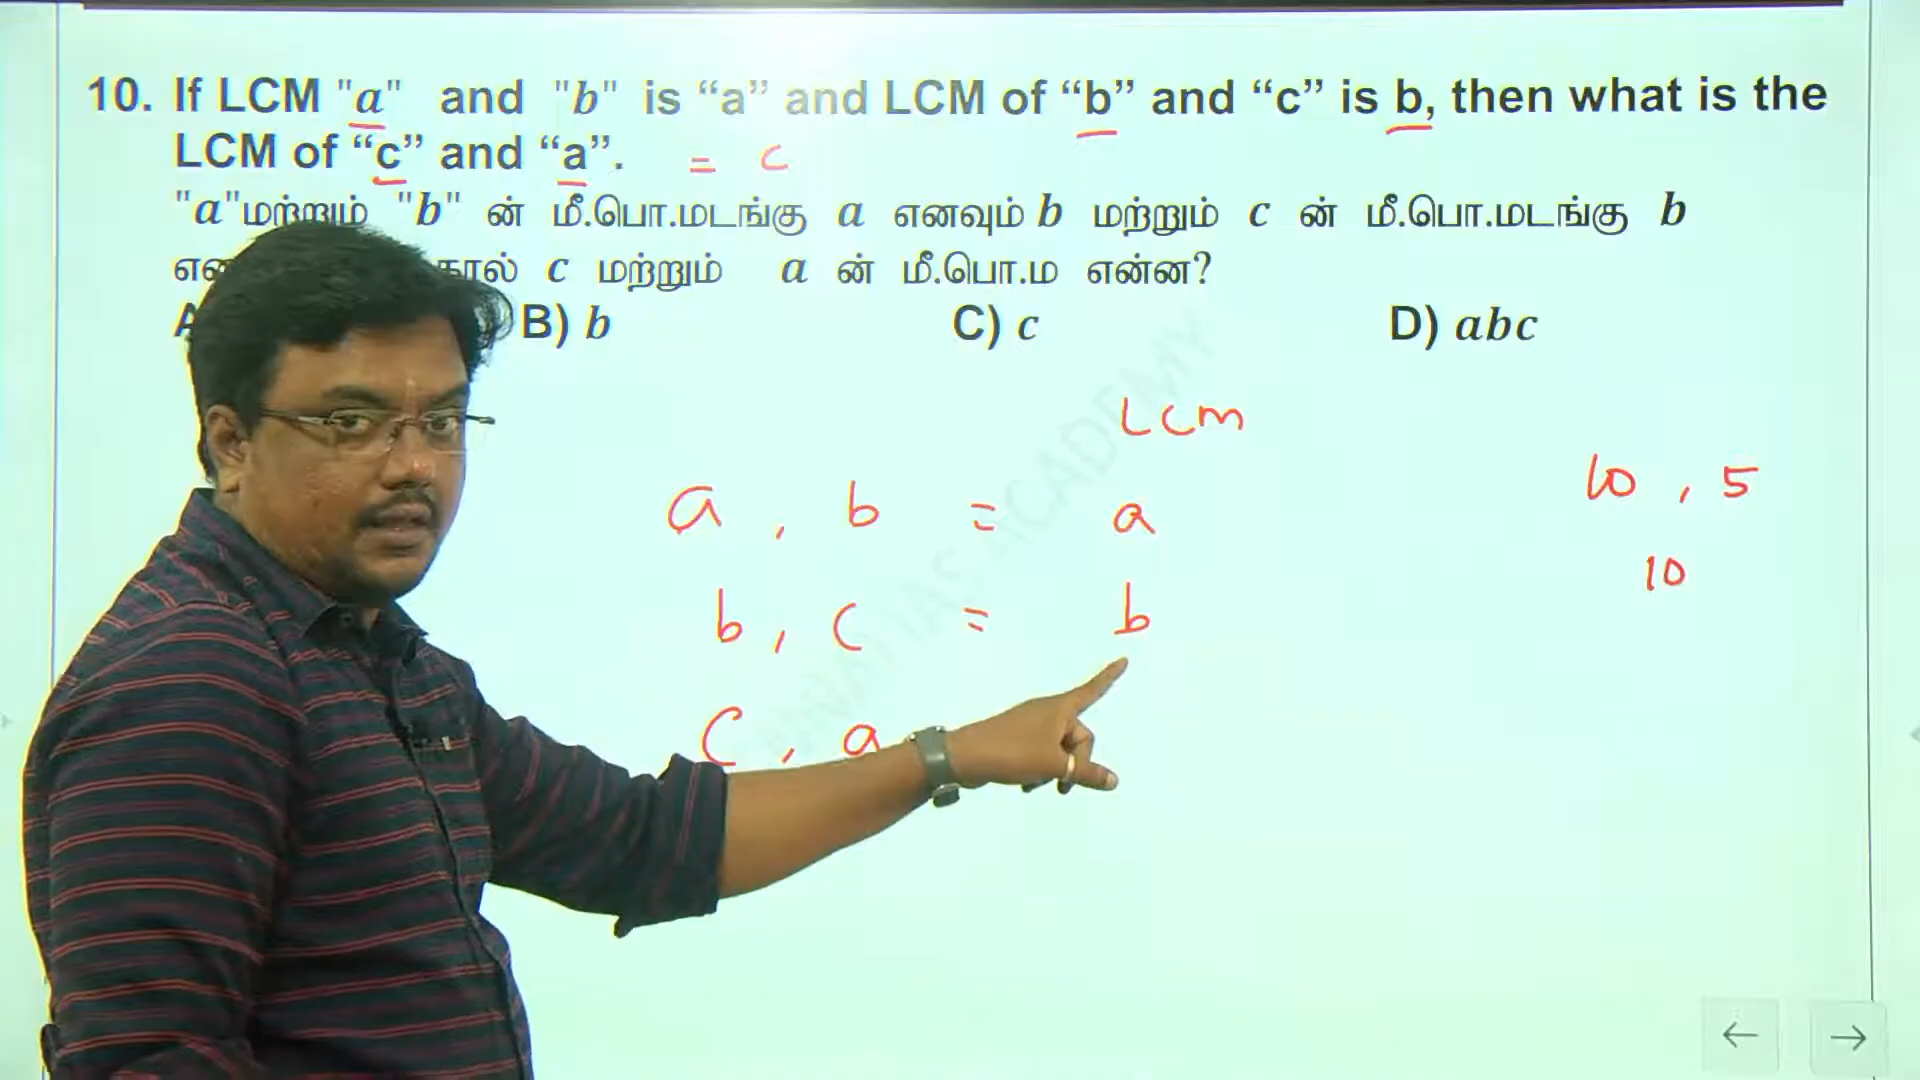 10. If LCM "a" and "b" is “a” and LCM of “b” and “c” is b, then what is the
LCM of “c” and “a”. = c
"a"மற்றும் "b" ன் மீ.பொ.மடங்கு a எனவும் b மற்றும் c ன் மீ.பொ.மடங்கு b
c மற்றும் a ன் மீ.பொ.ம என்ன?
B) b C) c D) abc
LCM
a , b = a
10 , 5
10
b , c = b
c , a
ACADEMY